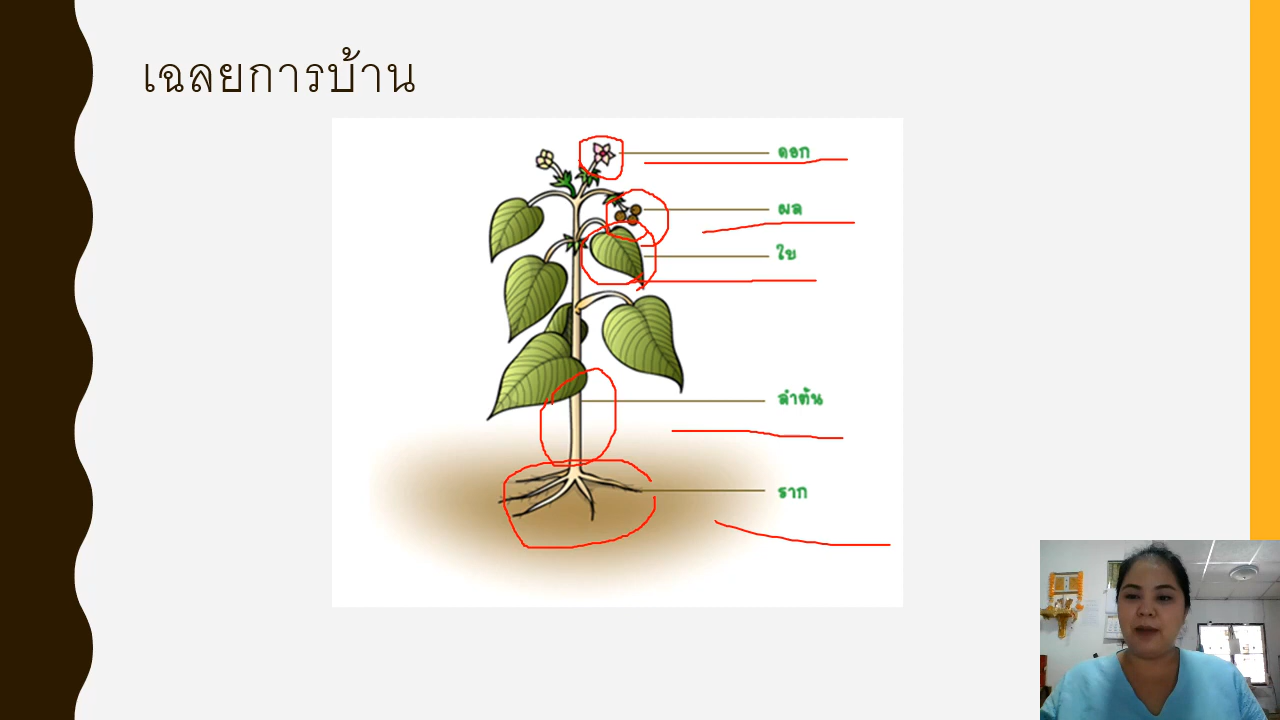 เฉลยการบ้าน
ดอก
ผล
ใบ
ลำต้น
ราก